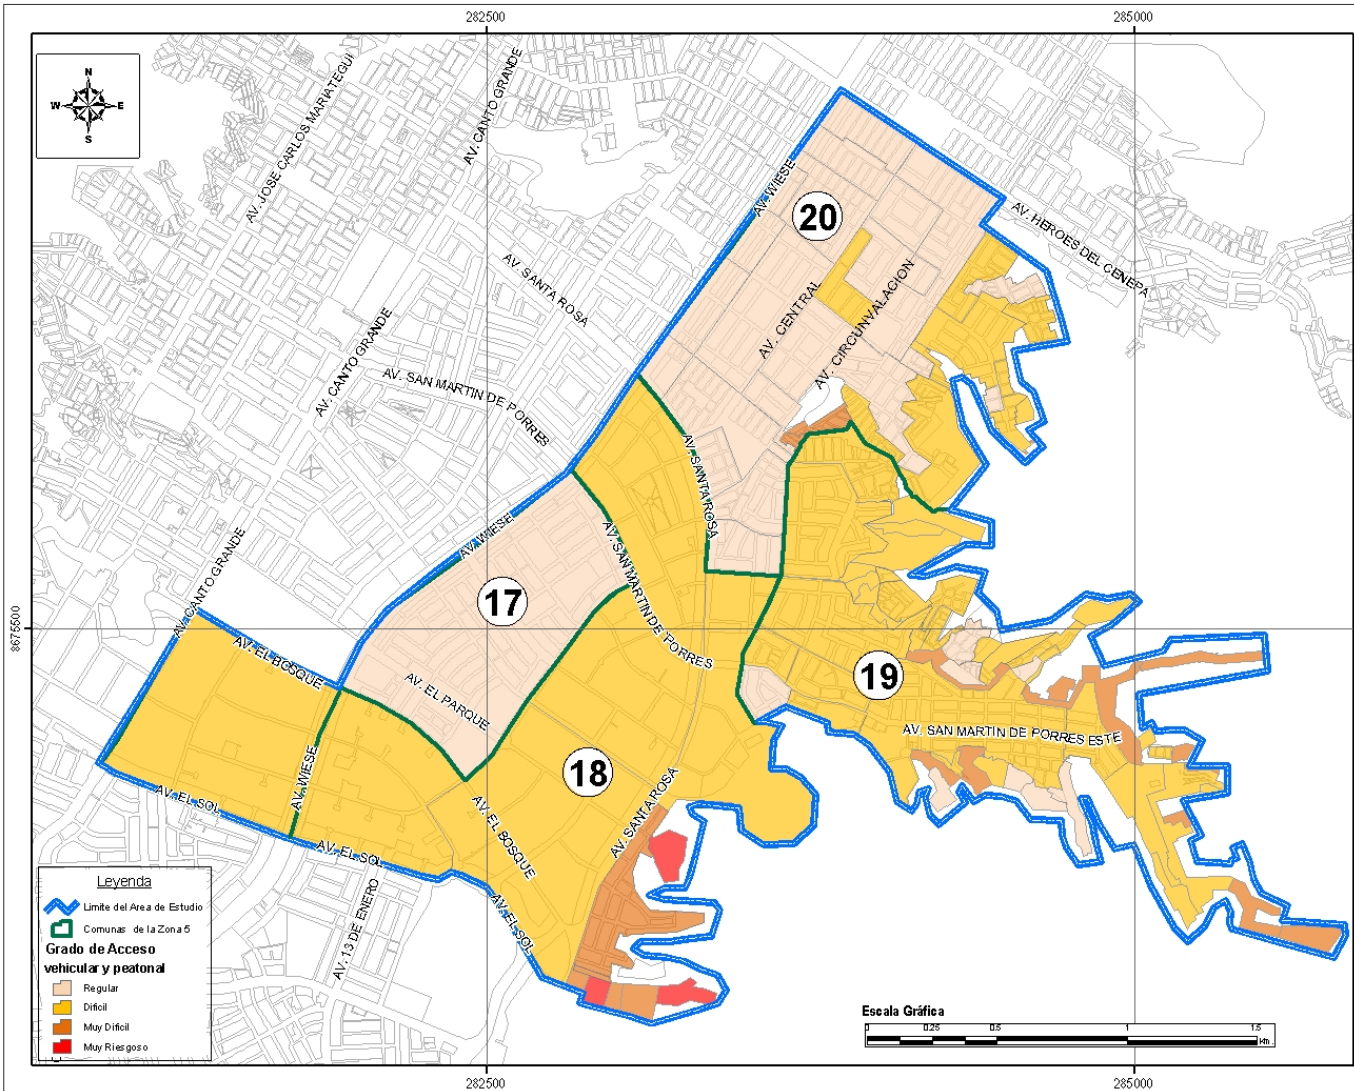 282500
285000
N
W
E
S
AV. JOSE CARLOS MARIATEGUI
AV. CANTO GRANDE
AV. WIESE
20
AV. HEROES DEL CENEPA
AV. SANTA ROSA
AV. CENTRAL
AV. CIRCUNVALACION
AV. CANTO GRANDE
AV. SAN MARTIN DE PORRES
AV. SANTA ROSA
AV. WIESE
AV. CANTO GRANDE
AV. SAN MARTIN DE PORRES
17
8675500
AV. EL BOSQUE
19
AV. EL PARQUE
AV. SAN MARTIN DE PORRES ESTE
18
AV. WIESE
AV. EL SOL
AV. SANTA ROSA
AV. EL BOSQUE
AV. EL SOL
AV. EL SOL
AV. 13 DE ENERO
Leyenda
Limite del Area de Estudio
Comunas de la Zona 5
Grado de Acceso
vehicular y peatonal
Regular
Dificil
Muy Dificil
Muy Riesgoso
Escala Gráfica
0 0.25 0.5 1 1.5
Km.
282500
285000